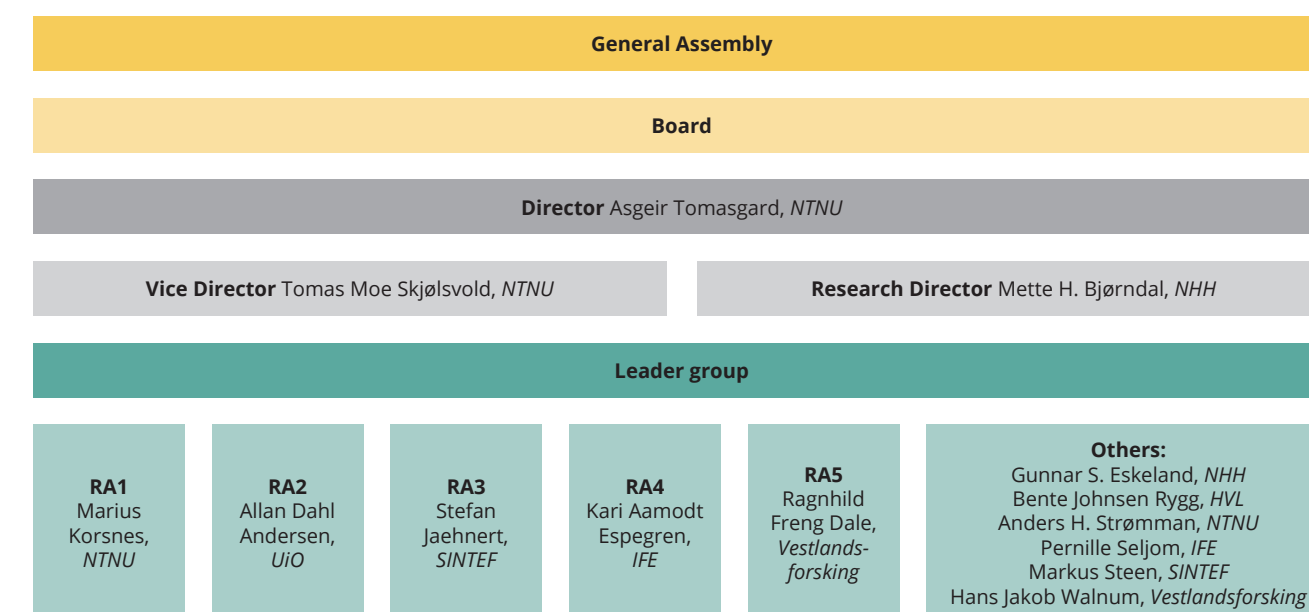 General Assembly
Board
Director Asgeir Tomasgard, NTNU
Vice Director Tomas Moe Skjølsvold, NTNU
Research Director Mette H. Bjørndal, NHH
Leader group
RA1
Marius
Korsnes,
NTNU
RA2
Allan Dahl
Andersen,
UiO
RA3
Stefan
Jaehnert,
SINTEF
RA4
Kari Aamodt
Espegren,
IFE
RA5
Ragnhild
Freng Dale,
Vestlands-
forsking
Others:
Gunnar S. Eskeland, NHH
Bente Johnsen Rygg, HVL
Anders H. Strømman, NTNU
Pernille Seljom, IFE
Markus Steen, SINTEF
Hans Jakob Walnum, Vestlandsforsking